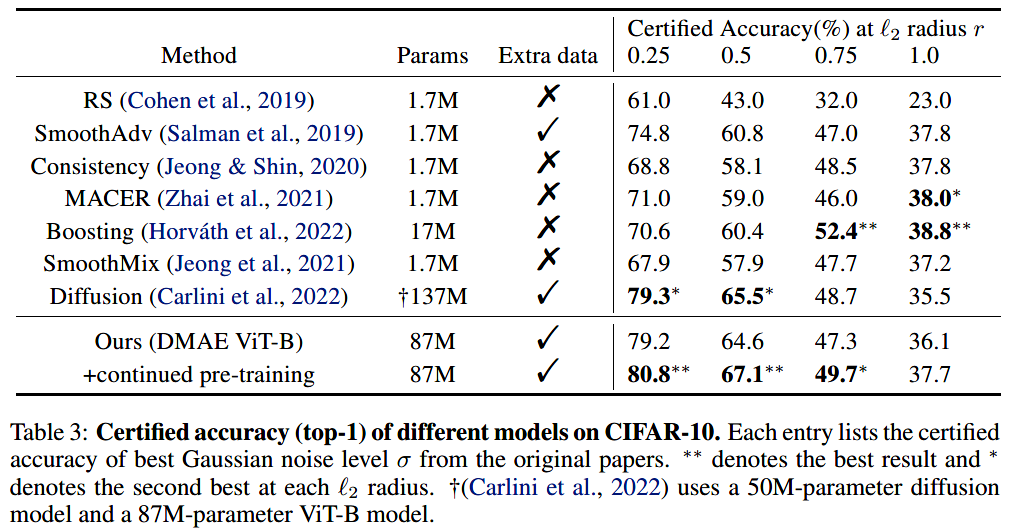 Certified Accuracy(%) at ℓ2 radius r
Method Params Extra data 0.25 0.5 0.75 1.0
RS (Cohen et al., 2019) 1.7M ✗ 61.0 43.0 32.0 23.0
SmoothAdv (Salman et al., 2019) 1.7M ✓ 74.8 60.8 47.0 37.8
Consistency (Jeong & Shin, 2020) 1.7M ✗ 68.8 58.1 48.5 37.8
MACER (Zhai et al., 2021) 1.7M ✗ 71.0 59.0 46.0 38.0*
Boosting (Horváth et al., 2022) 17M ✗ 70.6 60.4 52.4** 38.8**
SmoothMix (Jeong et al., 2021) 1.7M ✗ 67.9 57.9 47.7 37.2
Diffusion (Carlini et al., 2022) †137M ✓ 79.3* 65.5* 48.7 35.5
Ours (DMAE ViT-B) 87M ✓ 79.2 64.6 47.3 36.1
+continued pre-training 87M ✓ 80.8** 67.1** 49.7* 37.7
Table 3: Certified accuracy (top-1) of different models on CIFAR-10. Each entry lists the certified
accuracy of best Gaussian noise level σ from the original papers. ** denotes the best result and *
denotes the second best at each ℓ2 radius. †(Carlini et al., 2022) uses a 50M-parameter diffusion
model and a 87M-parameter ViT-B model.